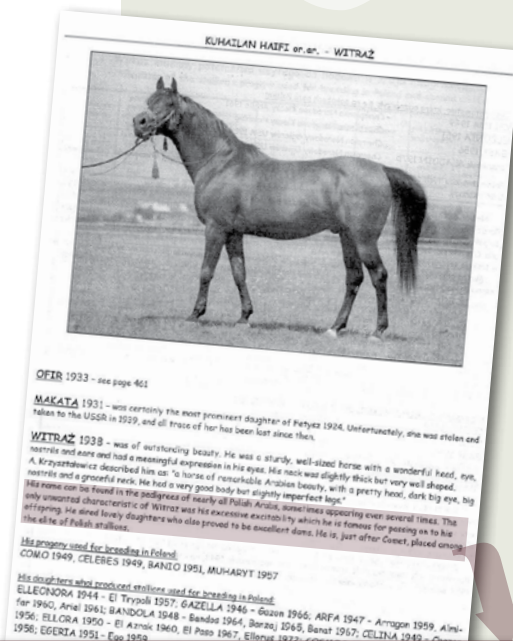 KUHAILAN HAIFI or.ar. - WITRAŻ
OFIR 1933 - see page 461
MAKATA 1931 - was certainly the most prominent daughter of Fetysz 1924. Unfortunately, she was stolen and
taken to the USSR in 1939, and all trace of her has been lost since then.
WITRAŻ 1938 - was of outstanding beauty. He was a sturdy, well-sized horse with a wonderful head, eye,
nostrils and ears and had a meaningful expression in his eyes. His neck was slightly thick but very well shaped.
A. Krzyształowicz described him as: "a horse of remarkable Arabian beauty, with a pretty head, dark big eye, big
nostrils and a graceful neck. He had a very good body but slightly imperfect legs."
His name can be found in the pedigrees of nearly all Polish Arabs, sometimes appearing even several times. The
only unwanted characteristic of Witraż was his excessive excitability which he is famous for passing on to his
offspring. He sired lovely daughters who also proved to be excellent dams. He is, just after Comet, placed among
the elite of Polish stallions.
His progeny used for breeding in Poland:
COMO 1949, CELEBES 1949, BANIO 1951, MUHARYT 1957
His daughters what produced stallions used for breeding in Poland:
ELLEONORA 1944 - El Trypoli 1957; GAZELLA 1946 - Gazon 1966; ARFA 1947 - Arragon 1959, Almi-
far 1960, Ariel 1961; BANDOLA 1948 - Bandos 1964, Barzaj 1965, Banat 1967; CELINA 1949 -
1956; ELLORA 1950 - El Azrak 1960, El Paso 1967, Ellorus
1956; EGERIA 1951 - Ego 1959